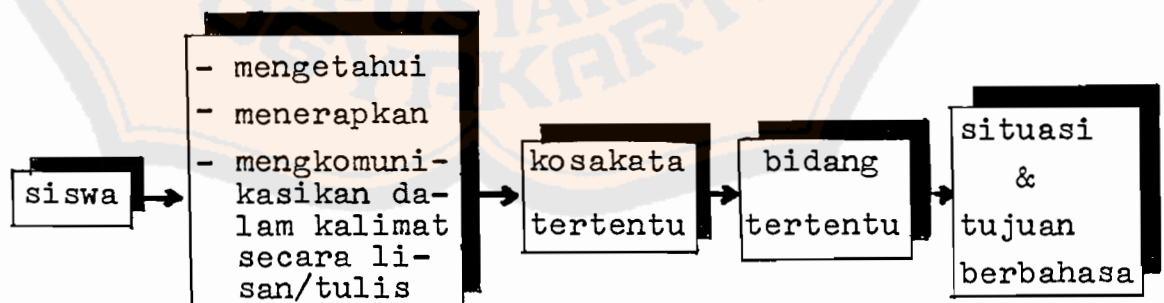 siswa
- mengetahui
- menerapkan
- mengkomuni-
kasikan da-
lam kalimat
secara li-
san/tulis
kosakata
tertentu
bidang
tertentu
situasi
&
tujuan
berbahasa